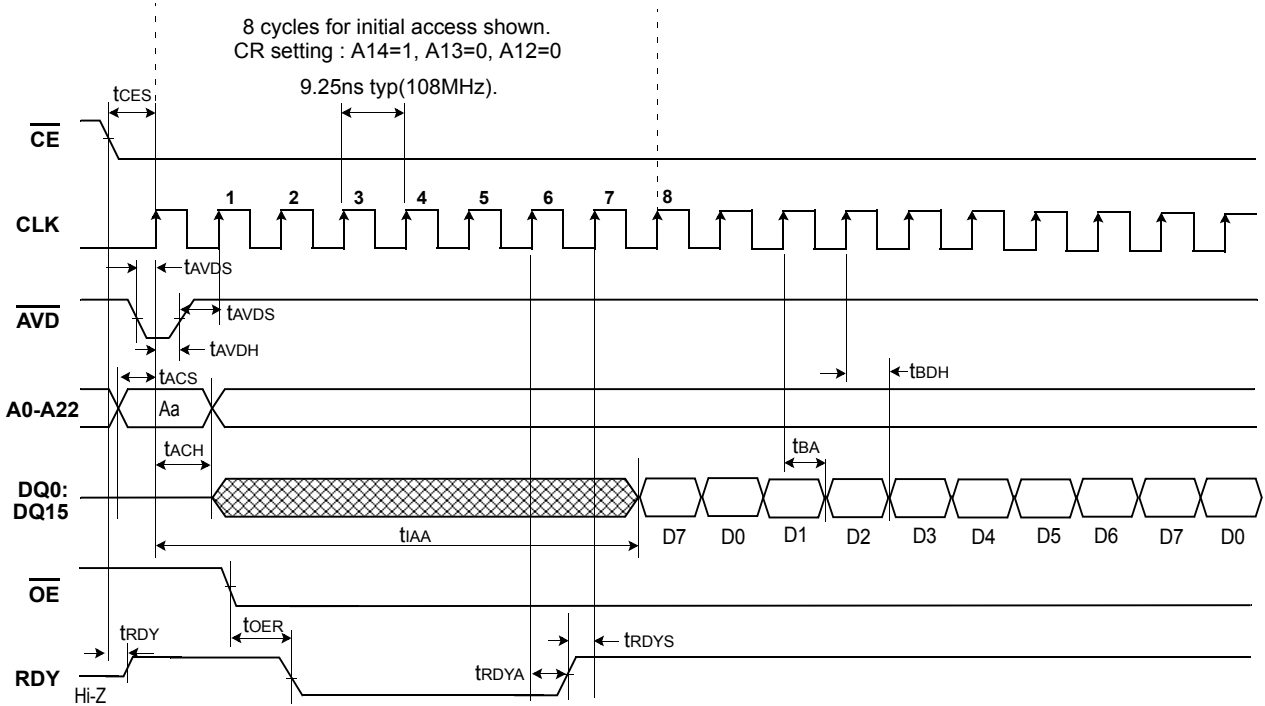 8 cycles for initial access shown.
CR setting : A14=1, A13=0, A12=0
9.25ns typ(108MHz).
tCES
CE
CLK
1 2 3 4 5 6 7 8
tAVDS
AVD
tAVDS
tAVDH
tACS
tBDH
A0-A22
Aa
tACH
tBA
DQ0:
DQ15
tIAA
D7 D0 D1 D2 D3 D4 D5 D6 D7 D0
OE
tOER
tRDY
tRDYS
tRDYA
RDY
Hi-Z